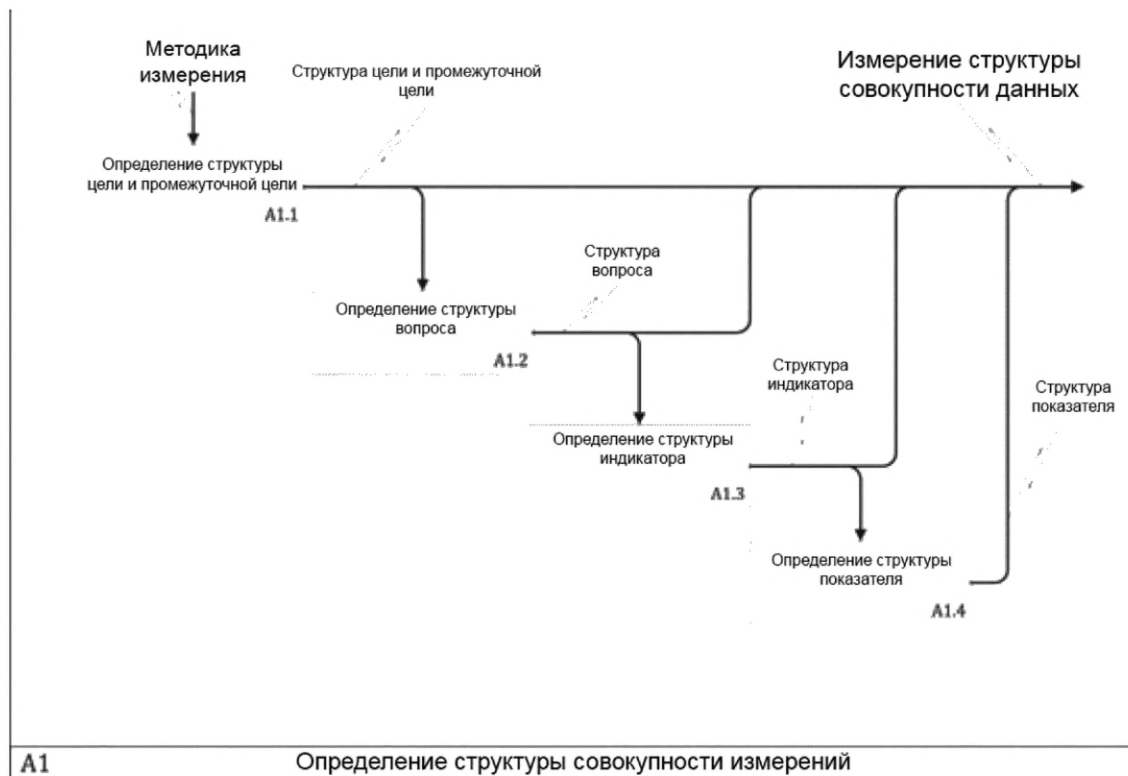 Методика
измерения
Структура цели и промежуточной
цели
Измерение структуры
совокупности данных
Определение структуры
цели и промежуточной цели
A1.1
Структура
вопроса
Определение структуры
вопроса
A1.2
Структура
индикатора
Структура
показателя
Определение структуры
индикатора
A1.3
Определение структуры
показателя
A1.4
A1
Определение структуры совокупности измерений